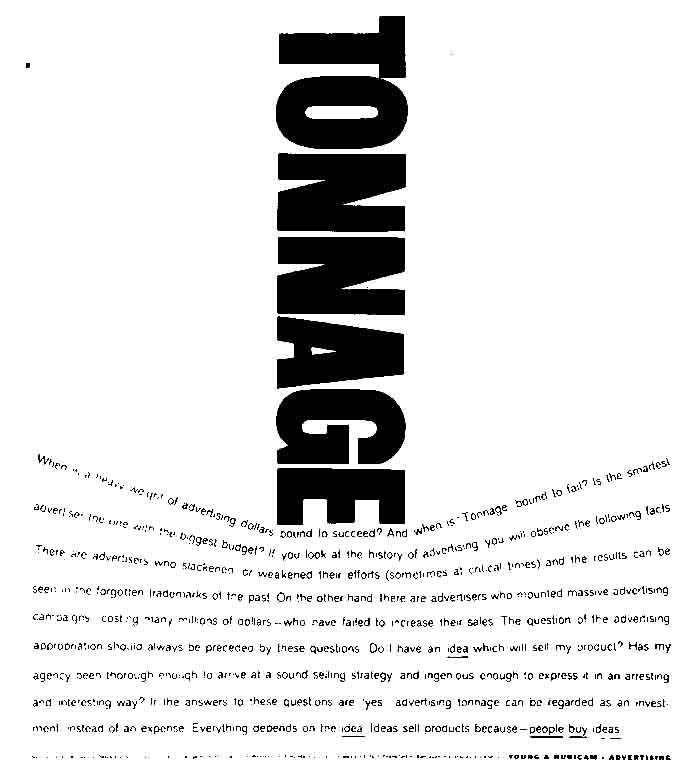 TONNAGE
When is a heavy weight of advertising dollars bound to succeed? And when is "Tonnage" bound to fail? Is the smartest
advertiser the one with the biggest budget? If you look at the history of advertising you will observe the following facts
There are advertisers who slackened or weakened their efforts (sometimes at critical times) and the results can be
seen in the forgotten trademarks of the past. On the other hand there are advertisers who mounted massive advertising
campaigns costing many millions of dollars—who have failed to increase their sales. The question of the advertising
appropriation should always be preceded by these questions. Do I have an idea which will sell my product? Has my
agency been thorough enough to arrive at a sound selling strategy and ingenious enough to express it in an arresting
and interesting way? If the answers to these questions are "yes" advertising tonnage can be regarded as an invest-
ment instead of an expense. Everything depends on the idea. Ideas sell products because—people buy ideas
YOUNG & RUBICAM • ADVERTISING